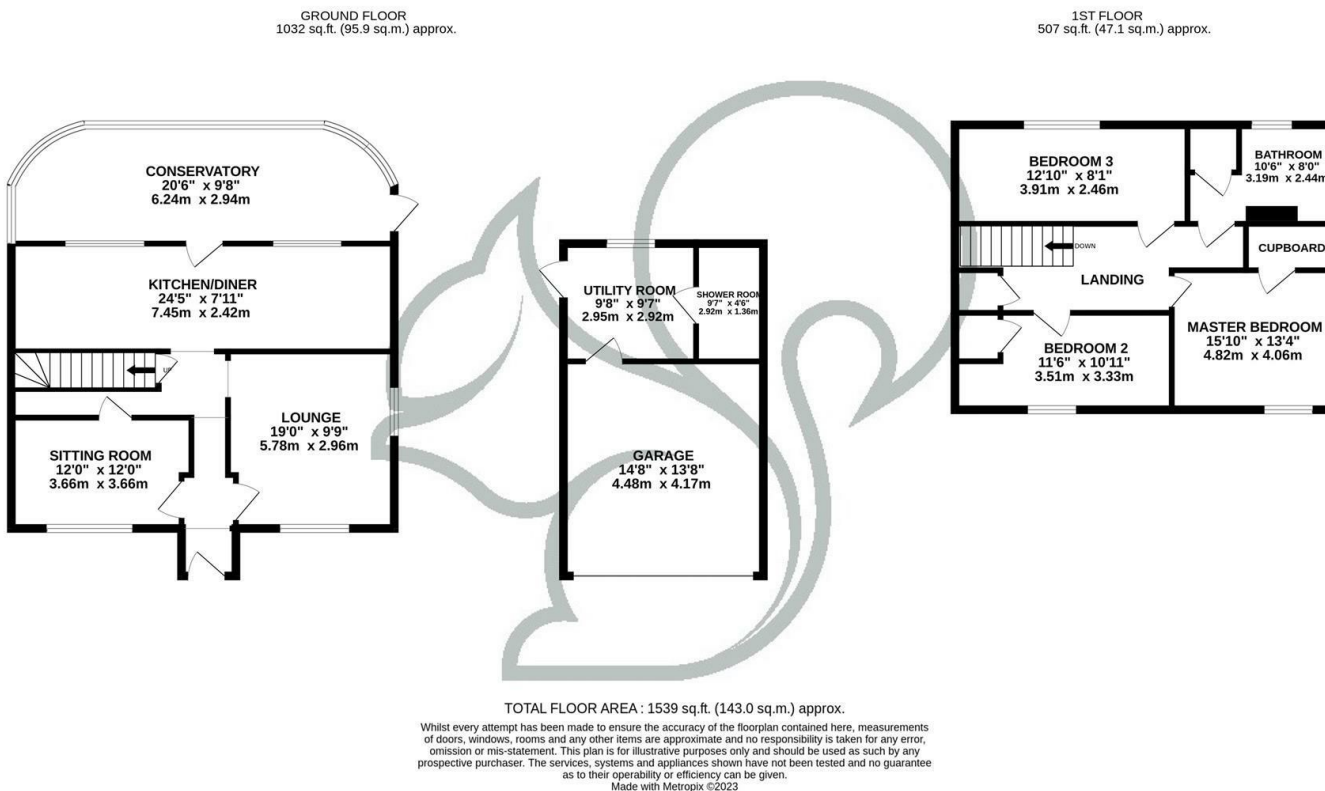 GROUND FLOOR
1032 sq.ft. (95.9 sq.m.) approx.
1ST FLOOR
507 sq.ft. (47.1 sq.m.) approx.
CONSERVATORY
20'6" x 9'8"
6.24m x 2.94m
KITCHEN/DINER
24'5" x 7'11"
7.45m x 2.42m
UP
LOUNGE
19'0" x 9'9"
5.78m x 2.96m
SITTING ROOM
12'0" x 12'0"
3.66m x 3.66m
UTILITY ROOM
9'8" x 9'7"
2.95m x 2.92m
SHOWER ROOM
9'7" x 4'6"
2.92m x 1.36m
GARAGE
14'8" x 13'8"
4.48m x 4.17m
BEDROOM 3
12'10" x 8'1"
3.91m x 2.46m
BATHROOM
10'6" x 8'0"
3.19m x 2.44m
DOWN
LANDING
CUPBOARD
MASTER BEDROOM
15'10" x 13'4"
4.82m x 4.06m
BEDROOM 2
11'6" x 10'11"
3.51m x 3.33m
TOTAL FLOOR AREA : 1539 sq.ft. (143.0 sq.m.) approx.
Whilst every attempt has been made to ensure the accuracy of the floorplan contained here, measurements
of doors, windows, rooms and any other items are approximate and no responsibility is taken for any error,
omission or mis-statement. This plan is for illustrative purposes only and should be used as such by any
prospective purchaser. The services, systems and appliances shown have not been tested and no guarantee
as to their operability or efficiency can be given.
Made with Metropix ©2023